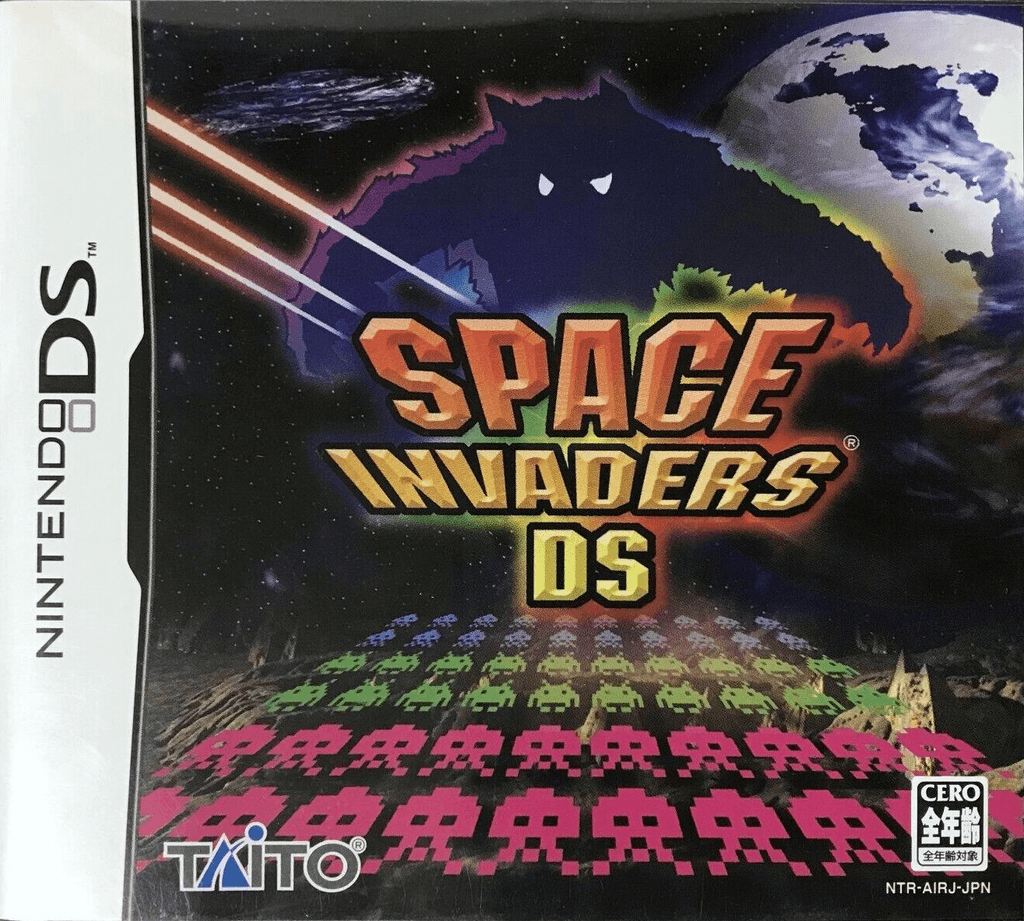 NINTENDO DS™
SPACE
INVADERS®
DS
TAITO®
CERO
全年齢
全年齢対象
NTR-AIRJ-JPN